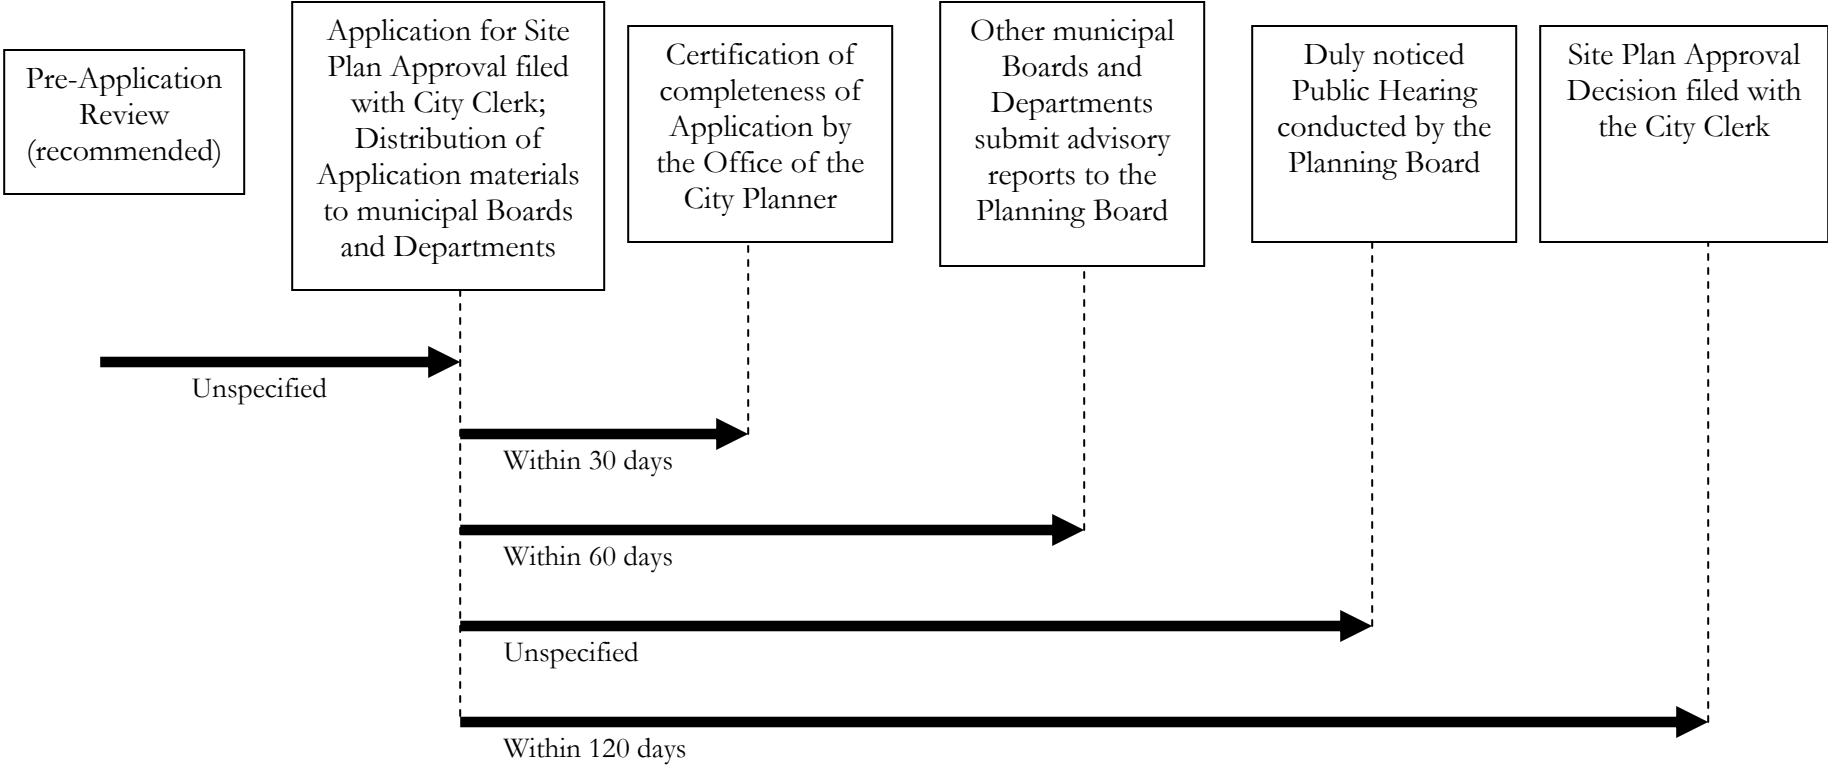 Pre-Application
Review
(recommended)
Application for Site
Plan Approval filed
with City Clerk;
Distribution of
Application materials
to municipal Boards
and Departments
Certification of
completeness of
Application by
the Office of the
City Planner
Other municipal
Boards and
Departments
submit advisory
reports to the
Planning Board
Duly noticed
Public Hearing
conducted by the
Planning Board
Site Plan Approval
Decision filed with
the City Clerk
Unspecified
Within 30 days
Within 60 days
Unspecified
Within 120 days